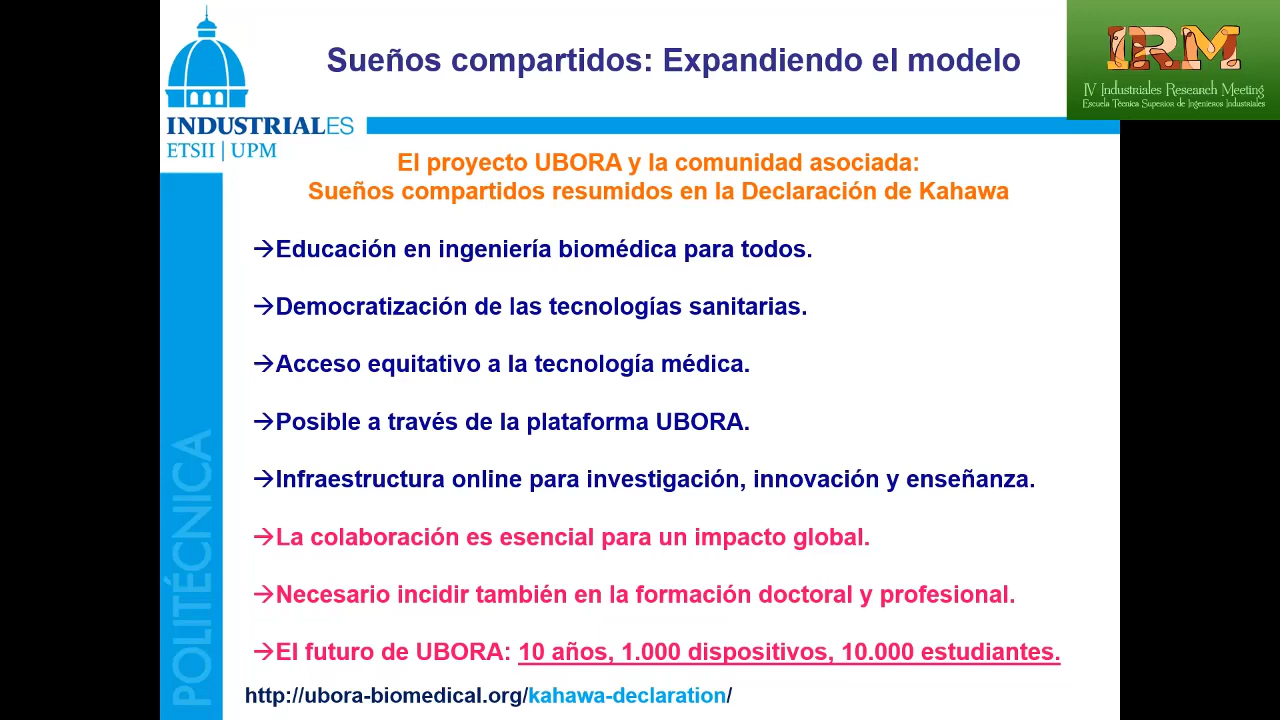 Sueños compartidos: Expandiendo el modelo
IRM
IV Industriales Research Meeting
Escuela Técnica Superior de Ingenieros Industriales
INDUSTRIALES
ETSII | UPM
El proyecto UBORA y la comunidad asociada:
Sueños compartidos resumidos en la Declaración de Kahawa
→Educación en ingeniería biomédica para todos.
→Democratización de las tecnologías sanitarias.
→Acceso equitativo a la tecnología médica.
→Posible a través de la plataforma UBORA.
→Infraestructura online para investigación, innovación y enseñanza.
→La colaboración es esencial para un impacto global.
→Necesario incidir también en la formación doctoral y profesional.
→El futuro de UBORA: 10 años, 1.000 dispositivos, 10.000 estudiantes.
http://ubora-biomedical.org/kahawa-declaration/
POLITÉCNICA